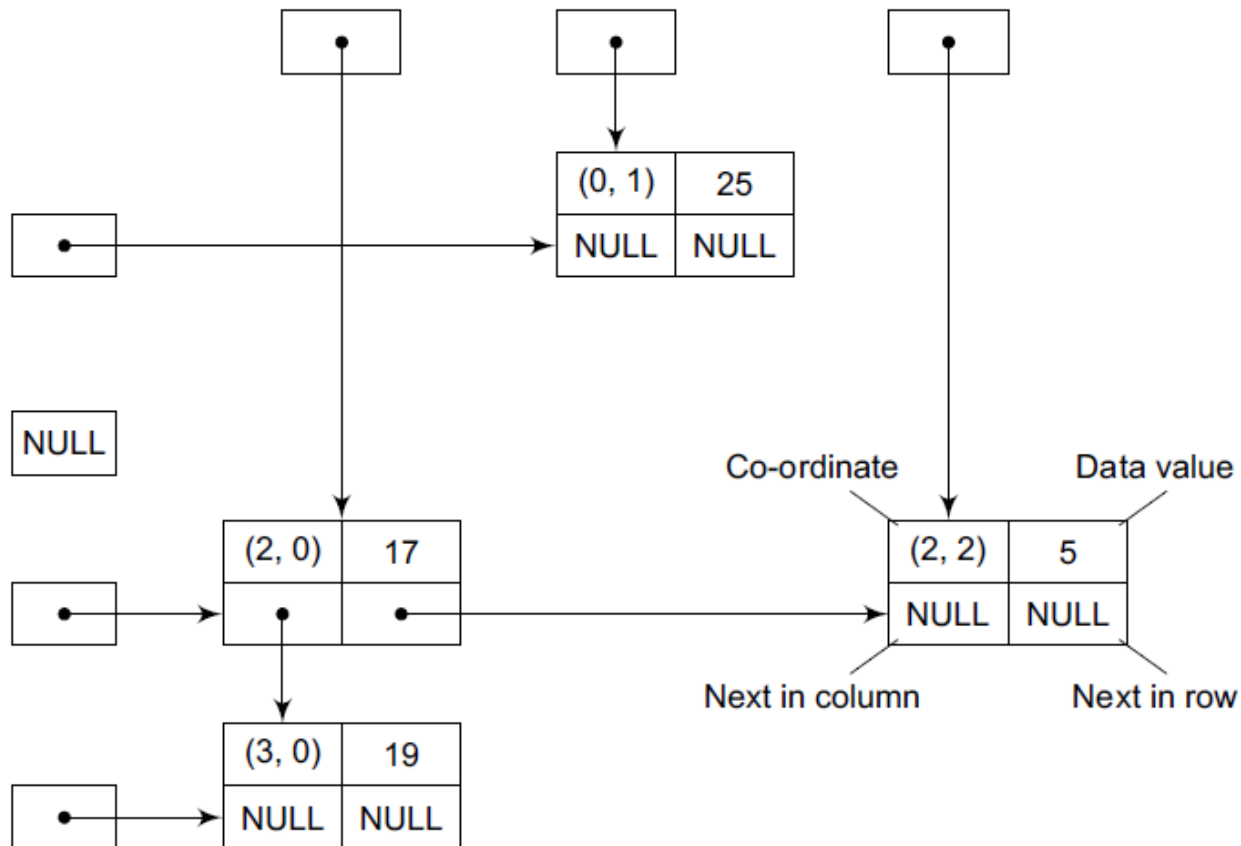 (0, 1) 25
NULL NULL
NULL
Co-ordinate Data value
(2, 0) 17 (2, 2) 5
NULL NULL
Next in column Next in row
(3, 0) 19
NULL NULL